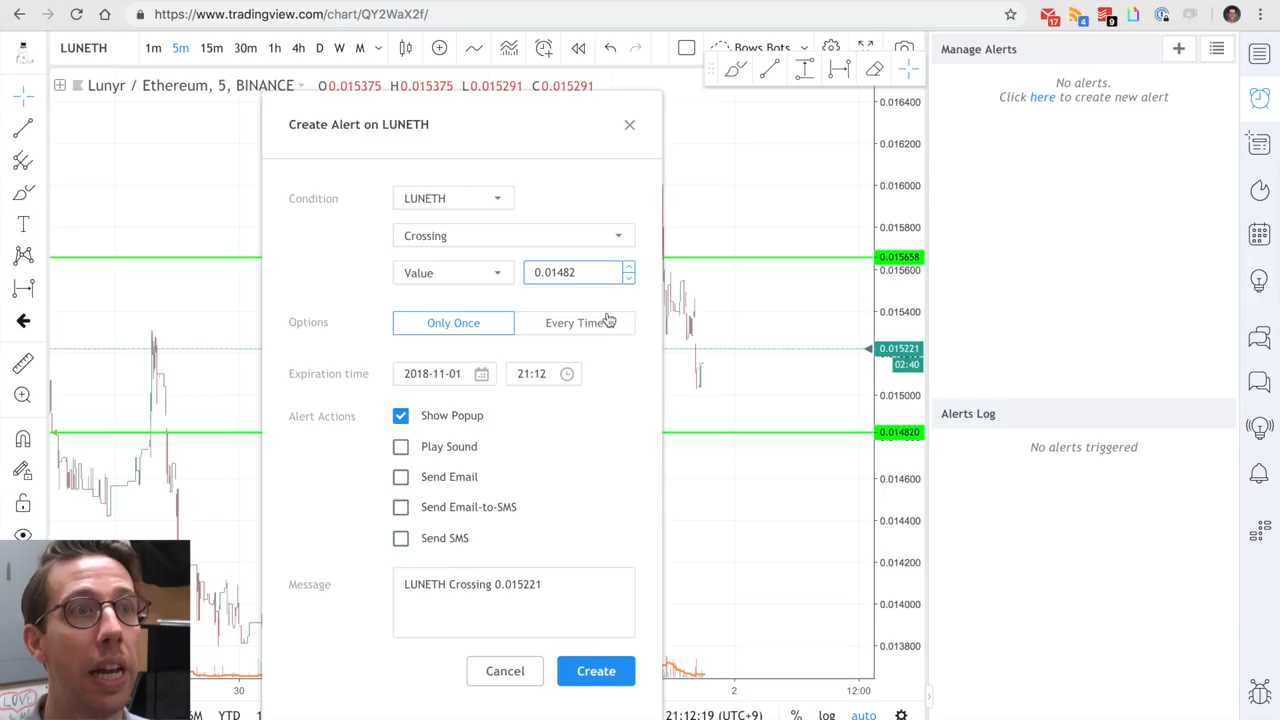 https://www.tradingview.com/chart/QY2WaX2f/
17 4 9
LUNETH 1m 5m 15m 30m 1h 4h D W M Bows Bots
Manage Alerts
Lunyr / Ethereum, 5, BINANCE O0.015375 H0.015375 L0.015291 C0.015291
No alerts.
Click here to create new alert
Create Alert on LUNETH
Condition LUNETH
Crossing
Value 0.01482
Options Only Once Every Time
Expiration time 2018-11-01 21:12
Alert Actions Show Popup
Play Sound
Send Email
Send Email-to-SMS
Send SMS
Message LUNETH Crossing 0.015221
Cancel Create
0.016400
0.016200
0.016000
0.015800
0.015658
0.015600
0.015400
0.015221
02:40
0.015000
0.014820
0.014600
0.014400
0.014200
0.014000
0.013800
Alerts Log
No alerts triggered
30 2 12:00
YTD 21:12:19 (UTC+9) % log auto